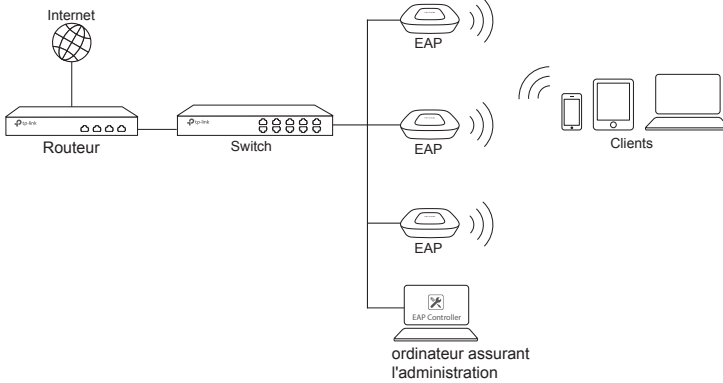 Internet
EAP
tp-link
tp-link
Routeur
Switch
EAP
Clients
EAP
EAP Controller
ordinateur assurant
l'administration